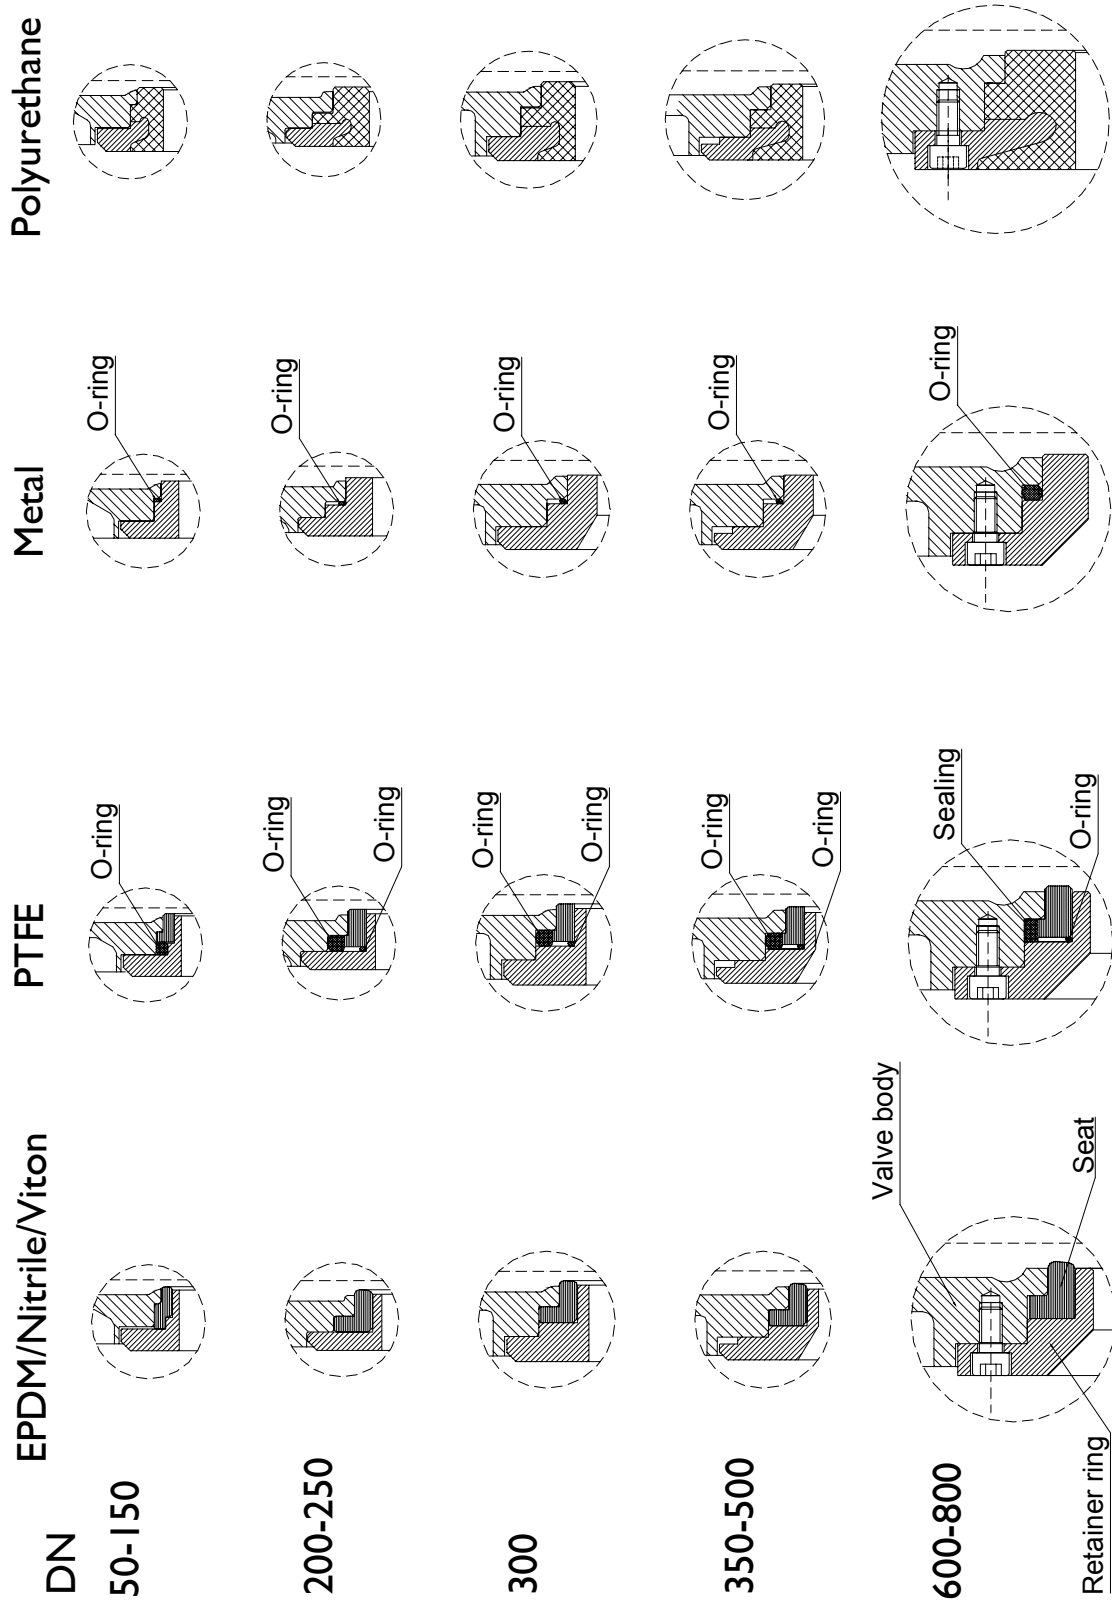 DN
EPDM/Nitrile/Viton
PTFE
Metal
Polyurethane
50-150
O-ring
O-ring
200-250
O-ring
O-ring
O-ring
300
O-ring
O-ring
O-ring
350-500
O-ring
O-ring
O-ring
600-800
Valve body
Seat
Retainer ring
Sealing
O-ring
O-ring